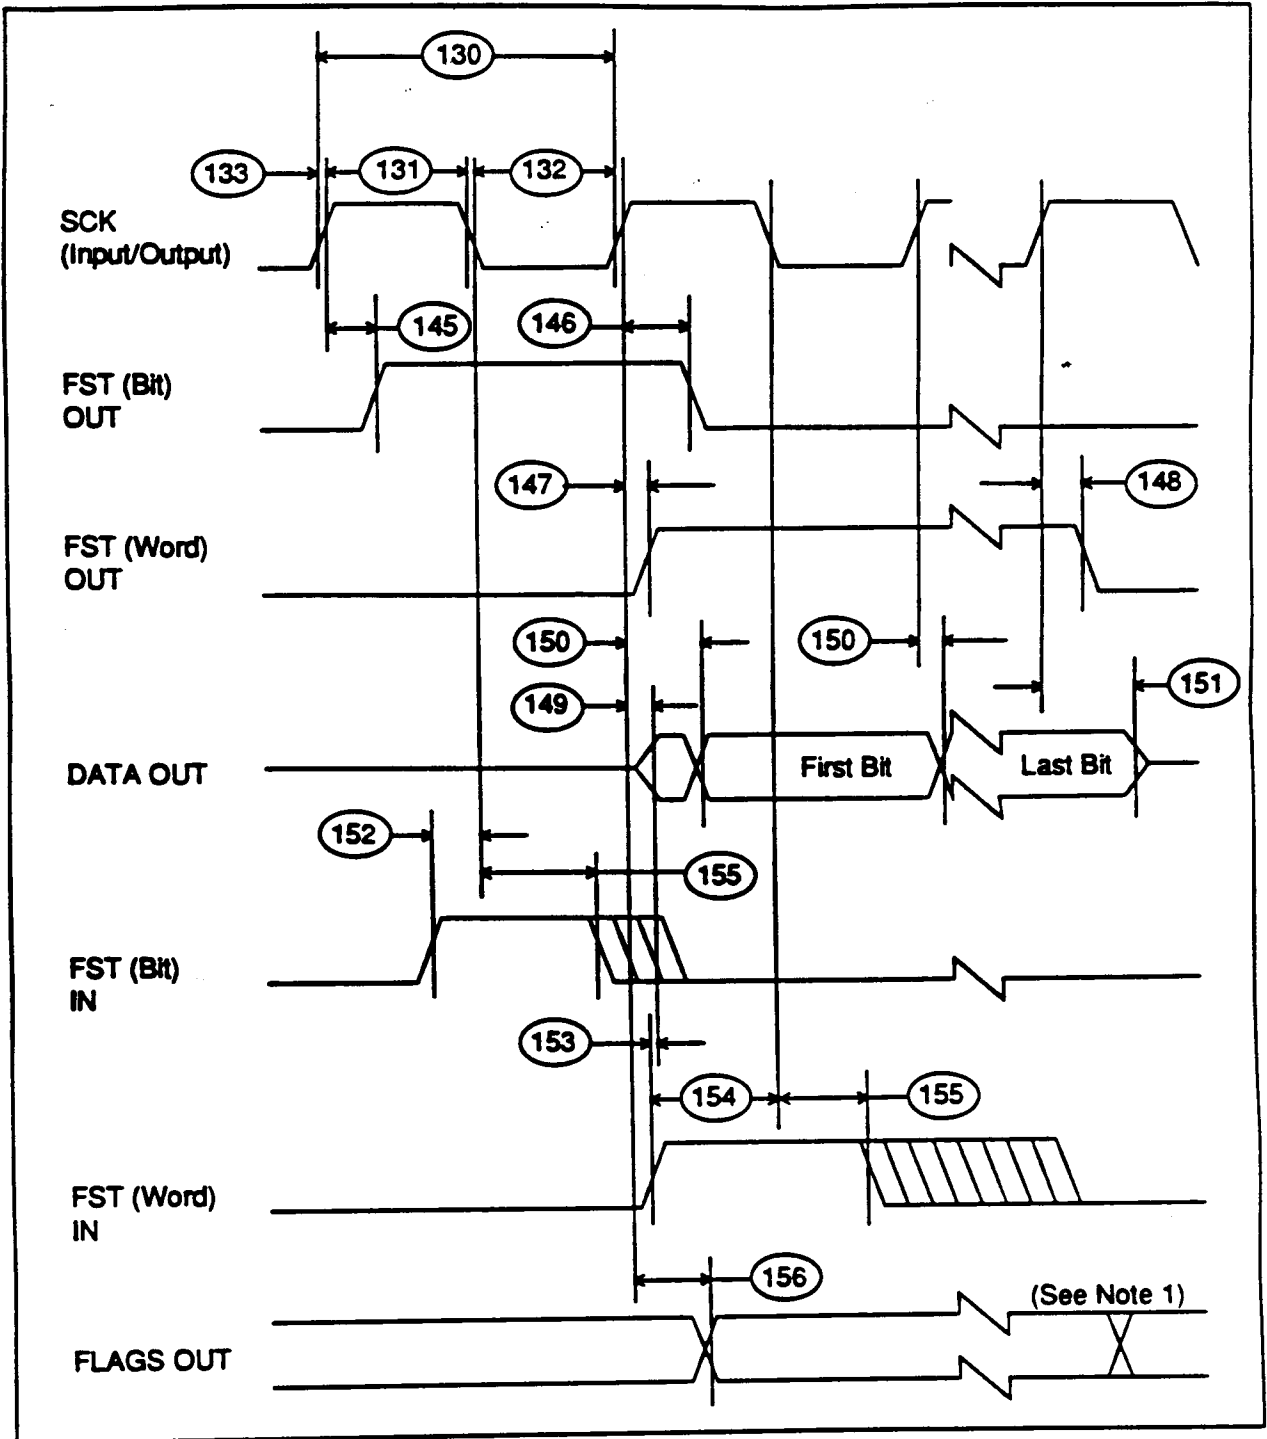 130
133
131
132
SCK
(Input/Output)
145
146
FST (Bit)
OUT
147
148
FST (Word)
OUT
150
150
149
151
DATA OUT
First Bit
Last Bit
152
155
FST (Bit)
IN
153
154
155
FST (Word)
IN
156
(See Note 1)
FLAGS OUT